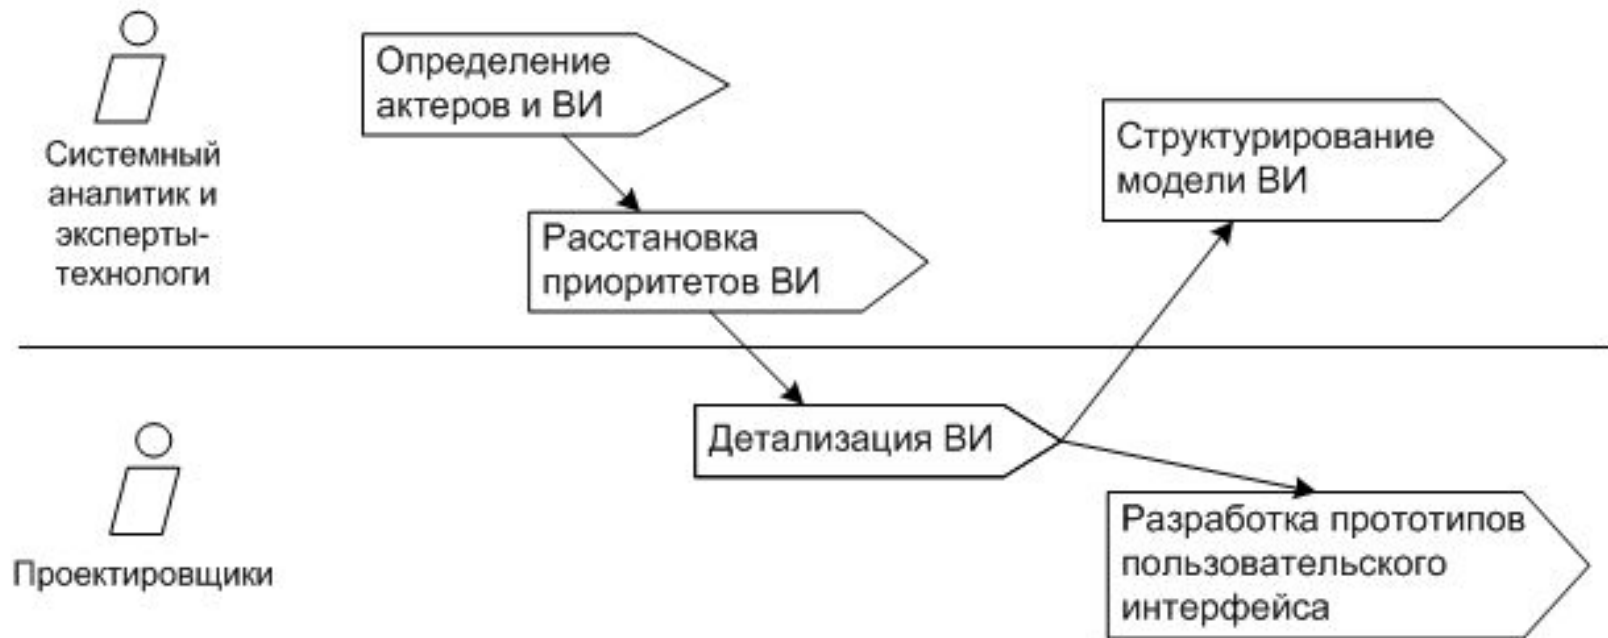 Системный
аналитик и
эксперты-
технологи
Определение
актеров и ВИ
Расстановка
приоритетов ВИ
Структурирование
модели ВИ
Проектировщики
Детализация ВИ
Разработка прототипов
пользовательского
интерфейса